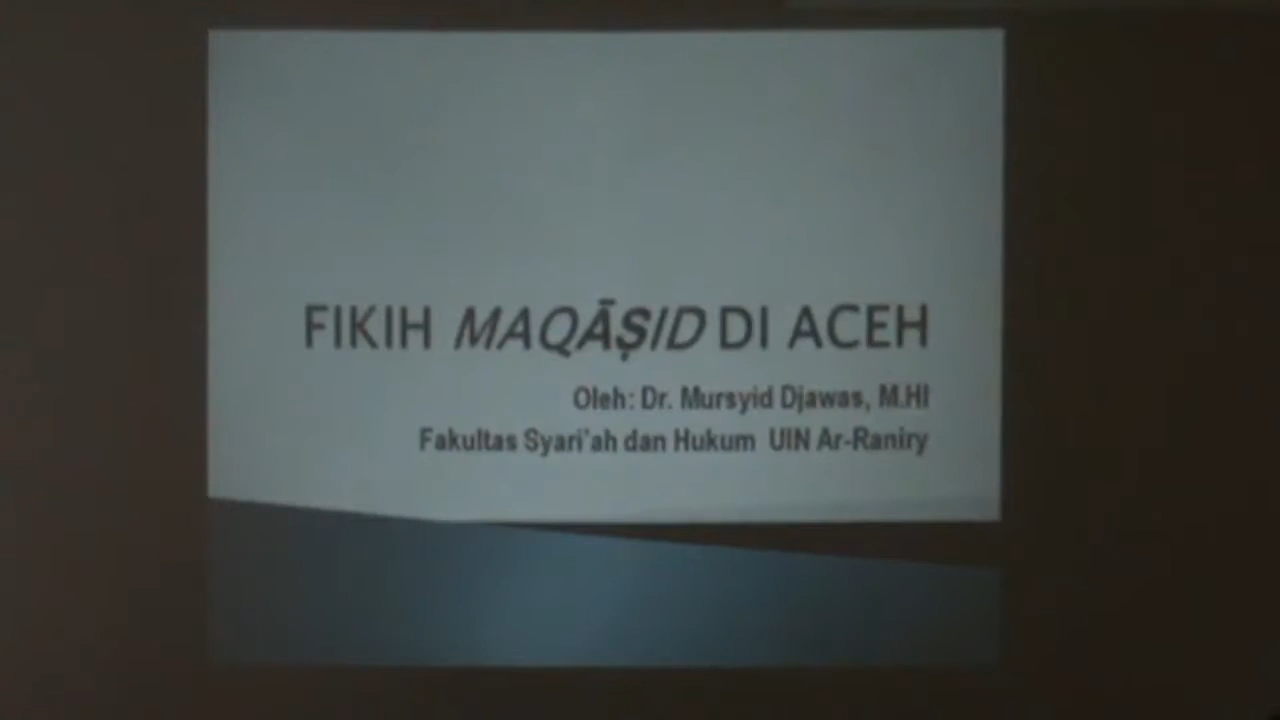 FIKIH MAQĀṢID DI ACEH
Oleh: Dr. Mursyid Djawas, M.HI
Fakultas Syari'ah dan Hukum UIN Ar-Raniry